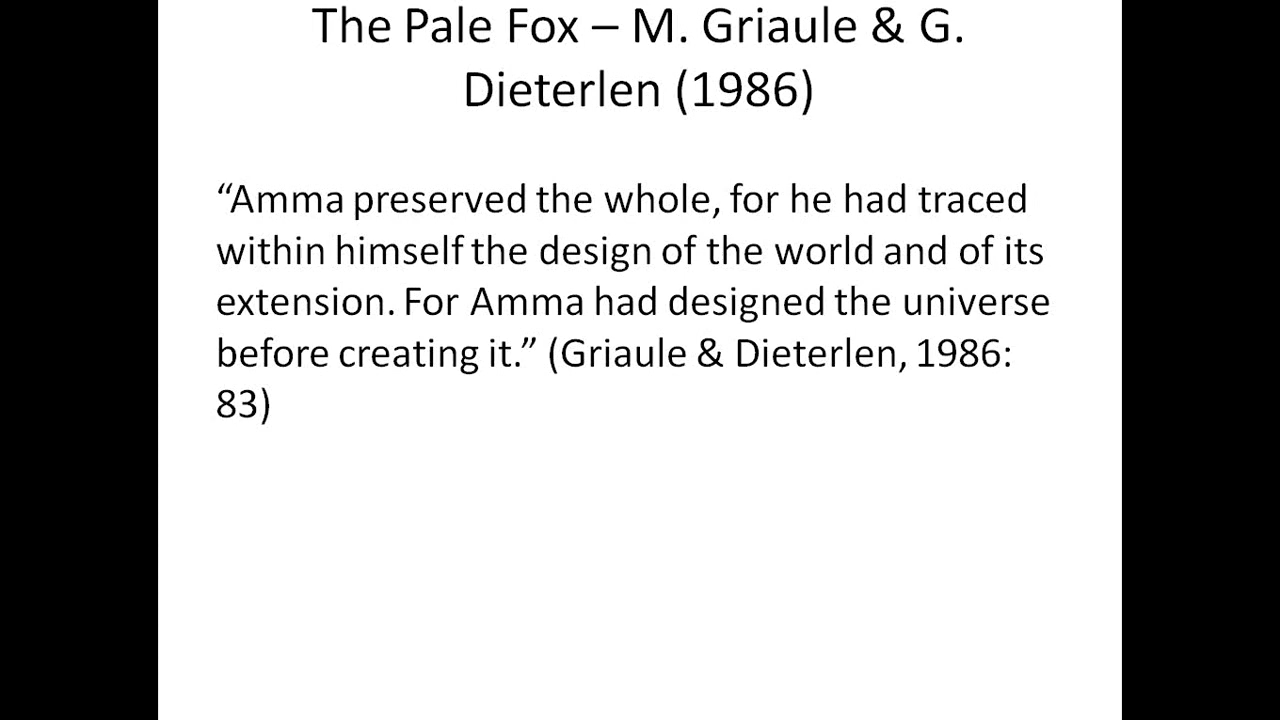 The Pale Fox – M. Griaule & G.
Dieterlen (1986)
“Amma preserved the whole, for he had traced
within himself the design of the world and of its
extension. For Amma had designed the universe
before creating it.” (Griaule & Dieterlen, 1986:
83)